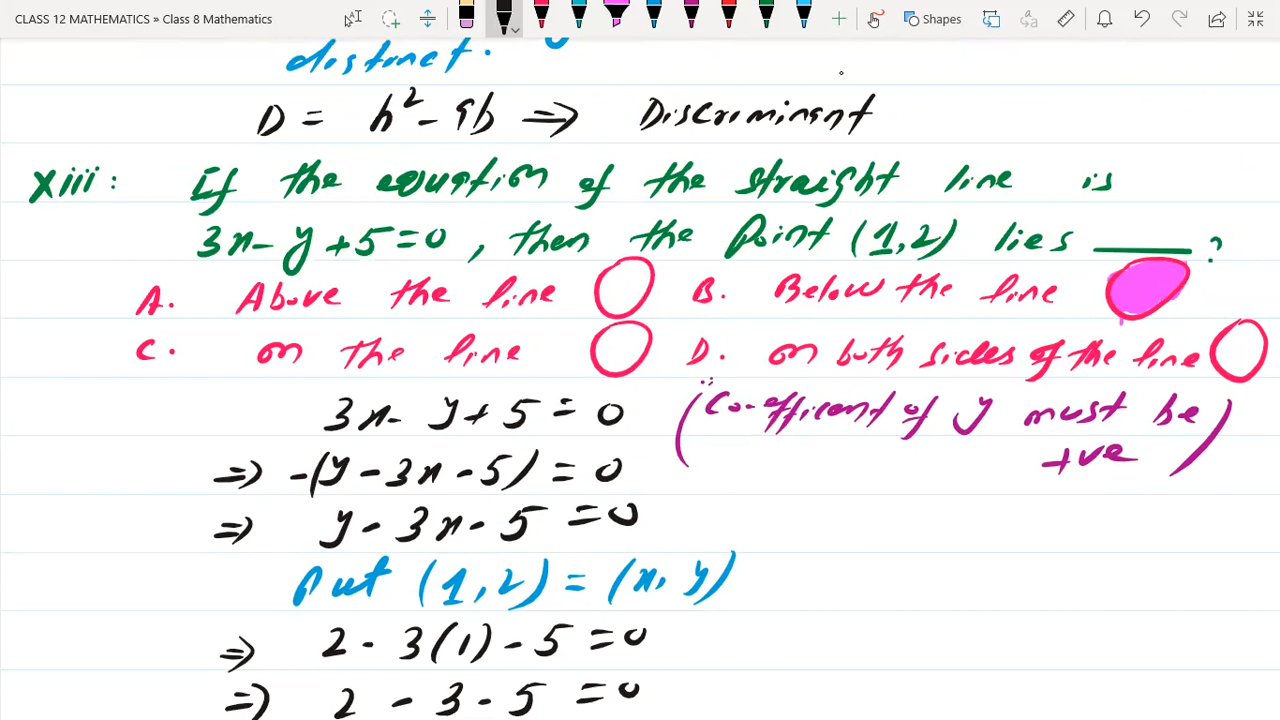 CLASS 12 MATHEMATICS » Class 8 Mathematics
Shapes
distinct.
D = h² - ab => Discriminant
xiii: If the equation of the straight line is
3x - y + 5 = 0, then the Point (1,2) lies ____?
A. Above the line B. Below the line
C. on the line D. on both sides of the line
3x - y + 5 = 0 (∵ Co-efficent of y must be +ve)
=> -(y - 3x - 5) = 0
=> y - 3x - 5 = 0
Put (1,2) = (x, y)
=> 2 - 3(1) - 5 = 0
=> 2 - 3 - 5 = 0